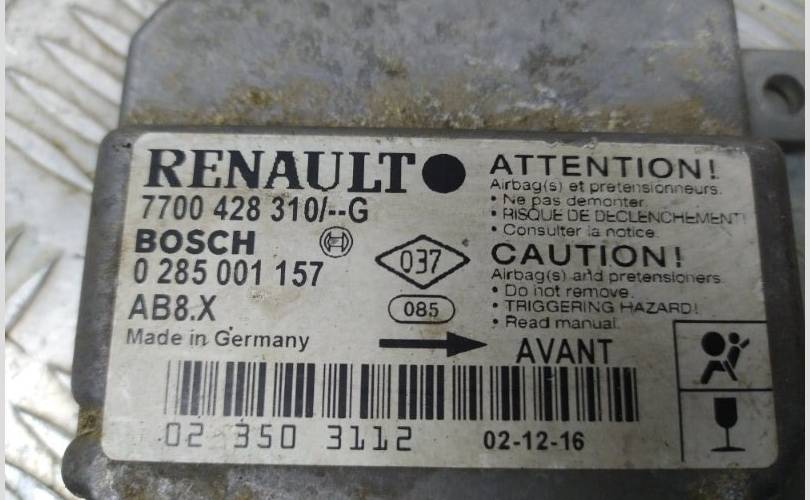 RENAULT
7700 428 310/--G
BOSCH
0 285 001 157
AB8.X
Made in Germany
037
085
ATTENTION!
Airbag(s) et pretensionneurs.
• Ne pas demonter.
• RISQUE DE DECLENCHEMENT!
• Consulter la notice.
CAUTION!
Airbag(s) and pretensioners.
• Do not remove.
• TRIGGERING HAZARD!
• Read manual.
AVANT
02 350 3112
02-12-16